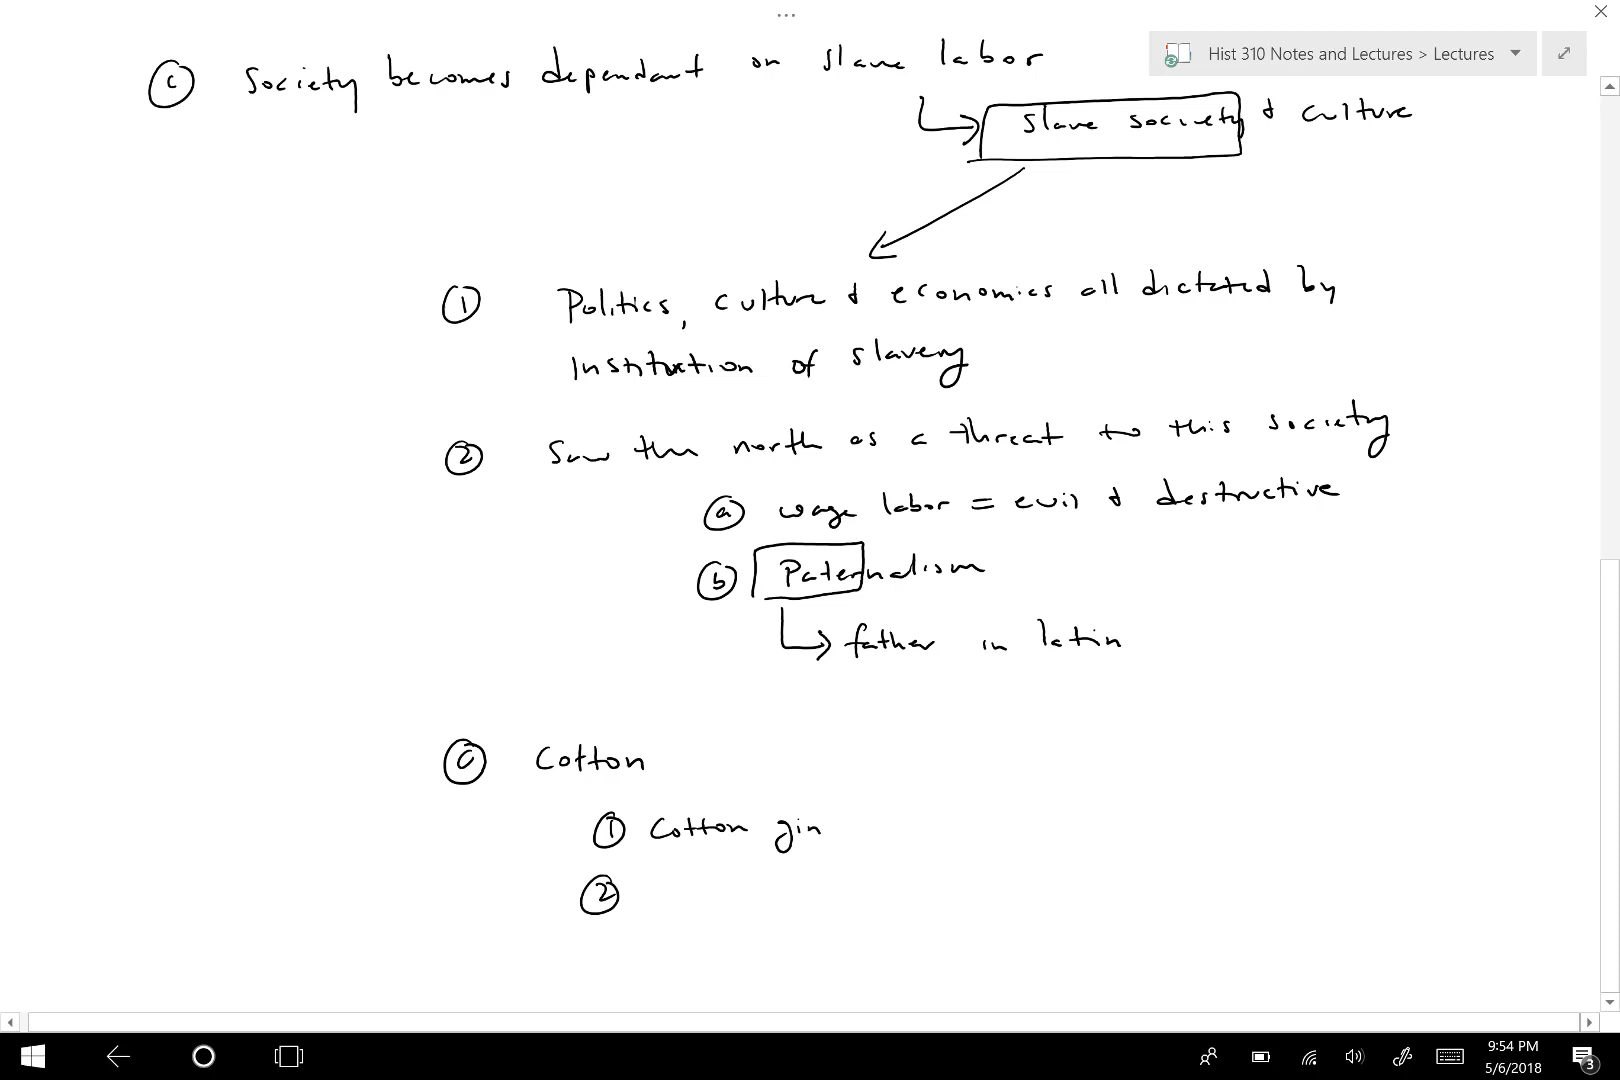 ...
Hist 310 Notes and Lectures > Lectures
Ⓒ Society becomes dependant on slave labor
slave society & culture
① Politics, culture & economics all dictated by
Institution of slavery
② Saw the north as a threat to this society
ⓐ wage labor = evil & destructive
ⓑ Paternalism
father in latin
Ⓒ Cotton
① Cotton gin
②
9:54 PM
5/6/2018
3